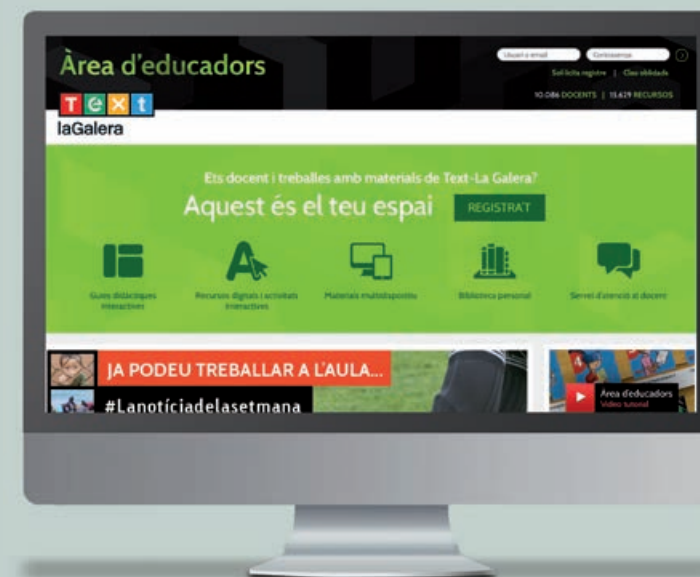 Àrea d'educadors
Usuari o email
Contrasenya
Sol·licita registre | Clau oblidada
10.086 DOCENTS | 13.629 RECURSOS
Text
laGalera
Ets docent i treballes amb materials de Text-La Galera?
Aquest és el teu espai
REGISTRA'T
Guies didàctiques
interactives
Recursos digitals i activitats
interactives
Materials multidispositiu
Biblioteca personal
Servei d'atenció al docent
JA PODEU TREBALLAR A L'AULA...
#Lanotíciadelasetmana
Àrea d'educadors
Vídeo tutorial